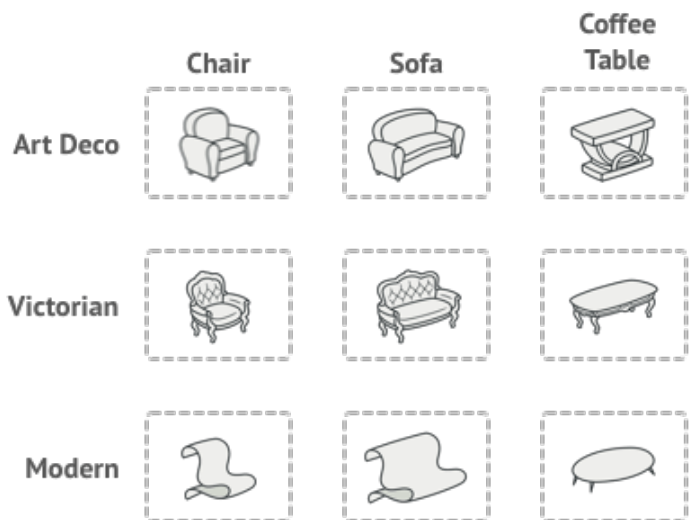 Chair
Sofa
Coffee
Table
Art Deco
Victorian
Modern